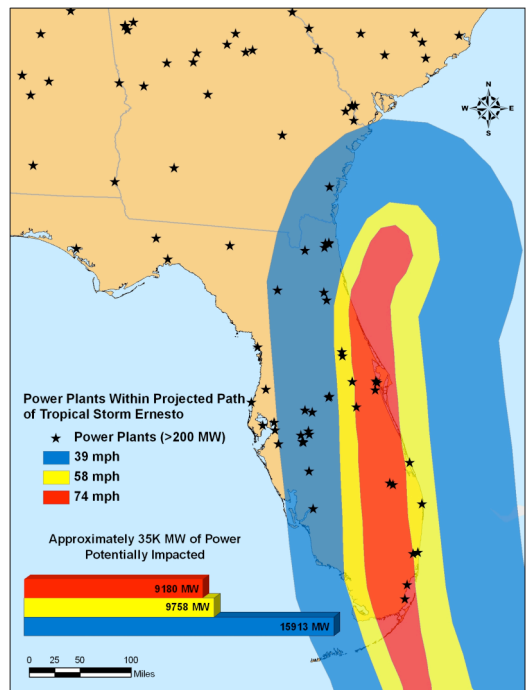 N
W E
S
Power Plants Within Projected Path
of Tropical Storm Ernesto
Power Plants (>200 MW)
39 mph
58 mph
74 mph
Approximately 35K MW of Power
Potentially Impacted
9180 MW
9758 MW
15913 MW
0 25 50 100
Miles